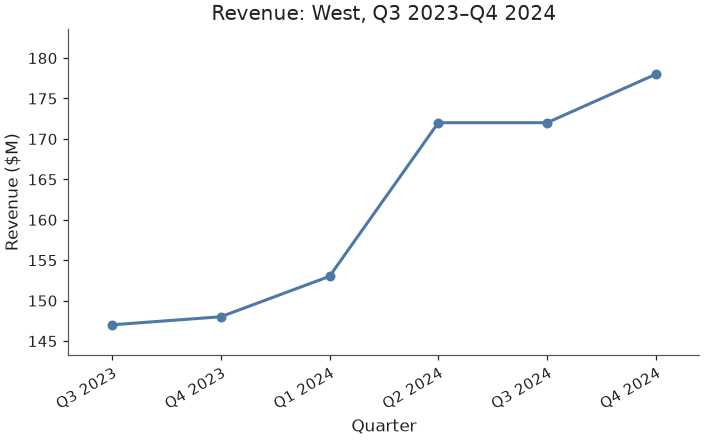 Revenue: West, Q3 2023–Q4 2024
Revenue ($M)
180
175
170
165
160
155
150
145
Q3 2023
Q4 2023
Q1 2024
Q2 2024
Q3 2024
Q4 2024
Quarter